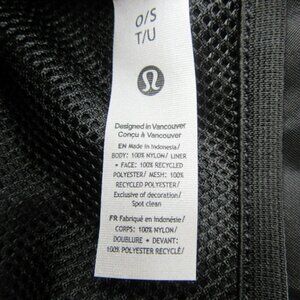 O/S
T/U
Designed in Vancouver
Conçu à Vancouver
EN Made in Indonesia/
BODY: 100% NYLON/ LINER
• FACE: 100% RECYCLED
POLYESTER/ MESH: 100%
RECYCLED POLYESTER/
Exclusive of decoration/
Spot clean
FR Fabriqué en Indonésie/
CORPS: 100% NYLON/
DOUBLURE • DEVANT:
100% POLYESTER RECYCLÉ/